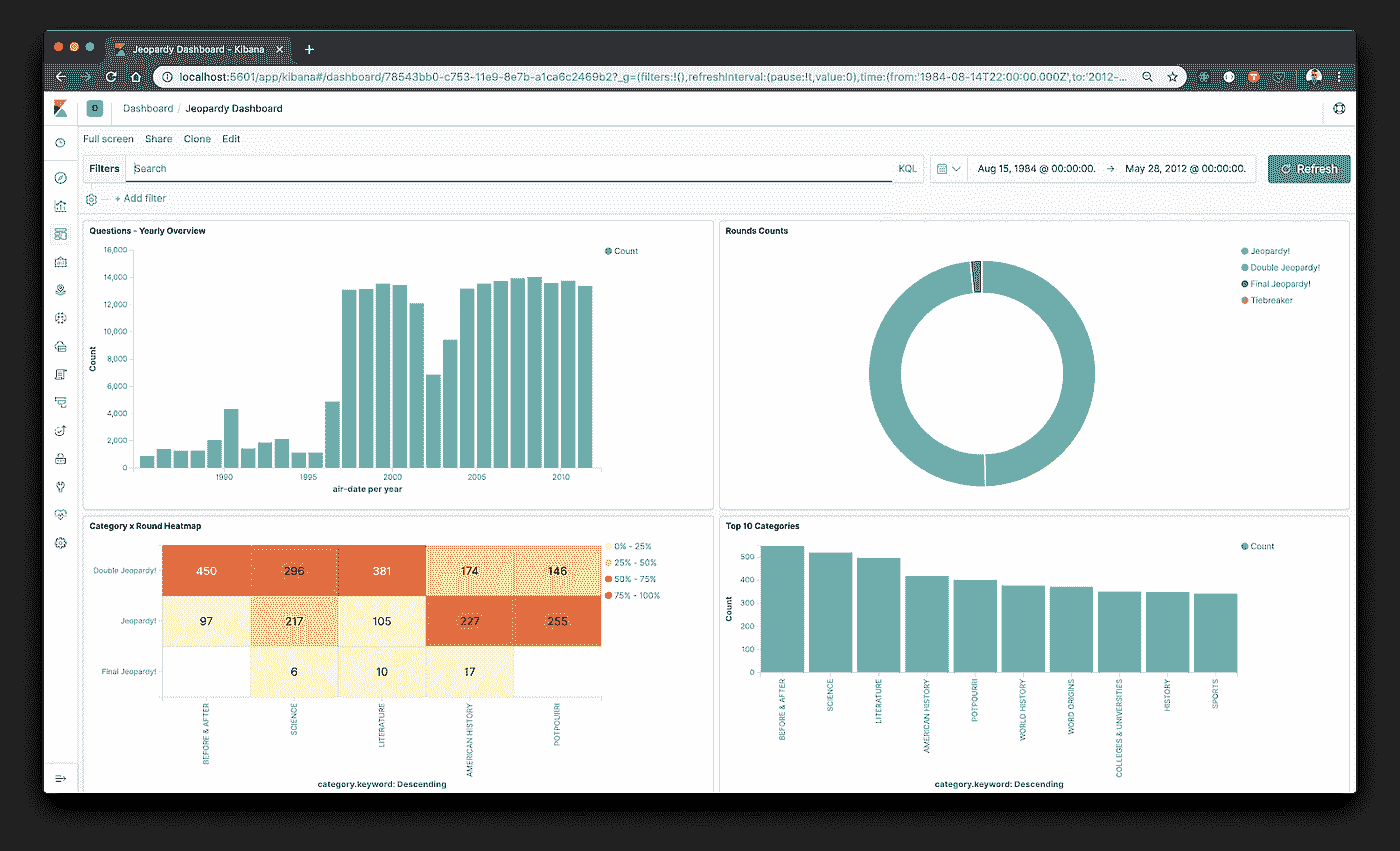 Jeopardy Dashboard - Kibana
localhost:5601/app/kibana#/dashboard/78543bb0-c753-11e9-8e7b-a1ca6c2469b2?_g=(filters:!(),refreshInterval:(pause:!t,value:0),time:(from:'1984-08-14T22:00:00.000Z',to:'2012-...
D Dashboard / Jeopardy Dashboard
Full screen Share Clone Edit
Filters Search KQL Aug 15, 1984 @ 00:00:00. → May 28, 2012 @ 00:00:00. Refresh
+ Add filter
Questions - Yearly Overview
16,000
14,000
12,000
10,000
8,000
6,000
4,000
2,000
0
Count
1990 1995 2000 2005 2010
air-date per year
Count
Rounds Counts
Jeopardy!
Double Jeopardy!
Final Jeopardy!
Tiebreaker
Category x Round Heatmap
Double Jeopardy! 450 296 381 174 146
Jeopardy! 97 217 105 227 255
Final Jeopardy! 6 10 17
BEFORE & AFTER
SCIENCE
LITERATURE
AMERICAN HISTORY
POTPOURRI
category.keyword: Descending
0% - 25%
25% - 50%
50% - 75%
75% - 100%
Top 10 Categories
500
400
300
200
100
0
Count
BEFORE & AFTER
SCIENCE
LITERATURE
AMERICAN HISTORY
POTPOURRI
WORLD HISTORY
WORD ORIGINS
COLLEGES & UNIVERSITIES
HISTORY
SPORTS
category.keyword: Descending
Count